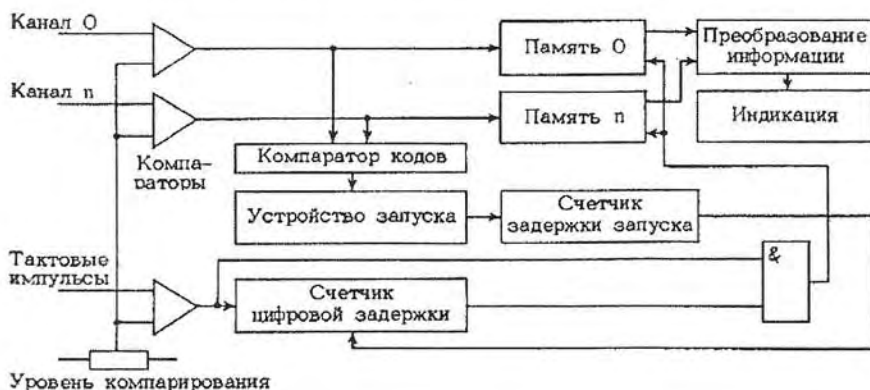 Канал 0
Канал n
Компа-
раторы
Память 0
Память n
Преобразование
информации
Индикация
Компаратор кодов
Устройство запуска
Счетчик
задержки запуска
Тактовые
импульсы
Счетчик
цифровой задержки
&
Уровень компарирования